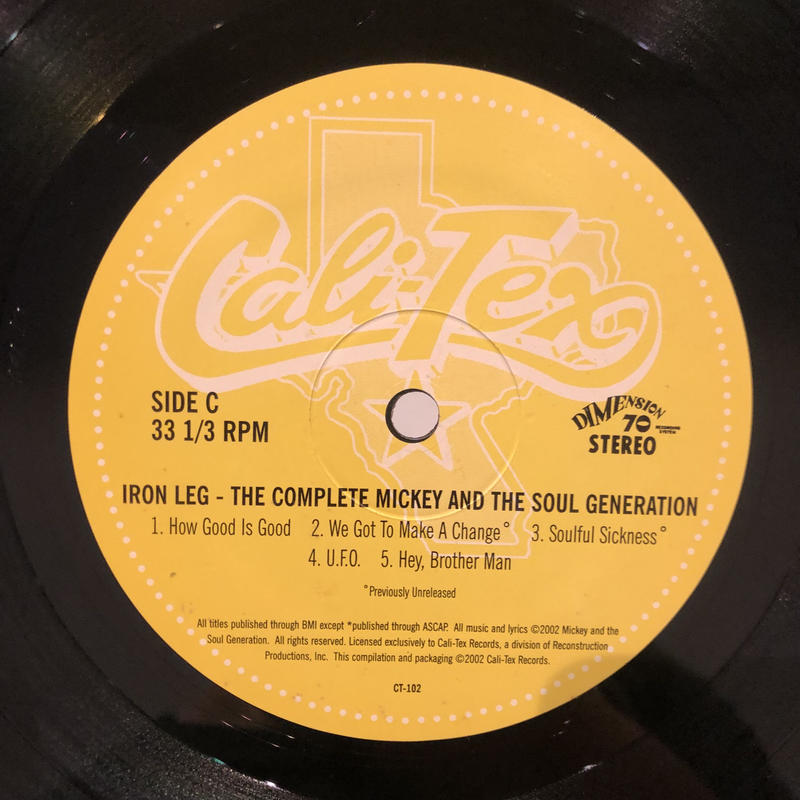 Cali-Tex
SIDE C
33 1/3 RPM
DIMENSION
70
RECORDING
SYSTEM
STEREO
IRON LEG - THE COMPLETE MICKEY AND THE SOUL GENERATION
1. How Good Is Good 2. We Got To Make A Change° 3. Soulful Sickness°
4. U.F.O. 5. Hey, Brother Man
°Previously Unreleased
All titles published through BMI except *published through ASCAP. All music and lyrics ©2002 Mickey and the
Soul Generation. All rights reserved. Licensed exclusively to Cali-Tex Records, a division of Reconstruction
Productions, Inc. This compilation and packaging ©2002 Cali-Tex Records.
CT-102